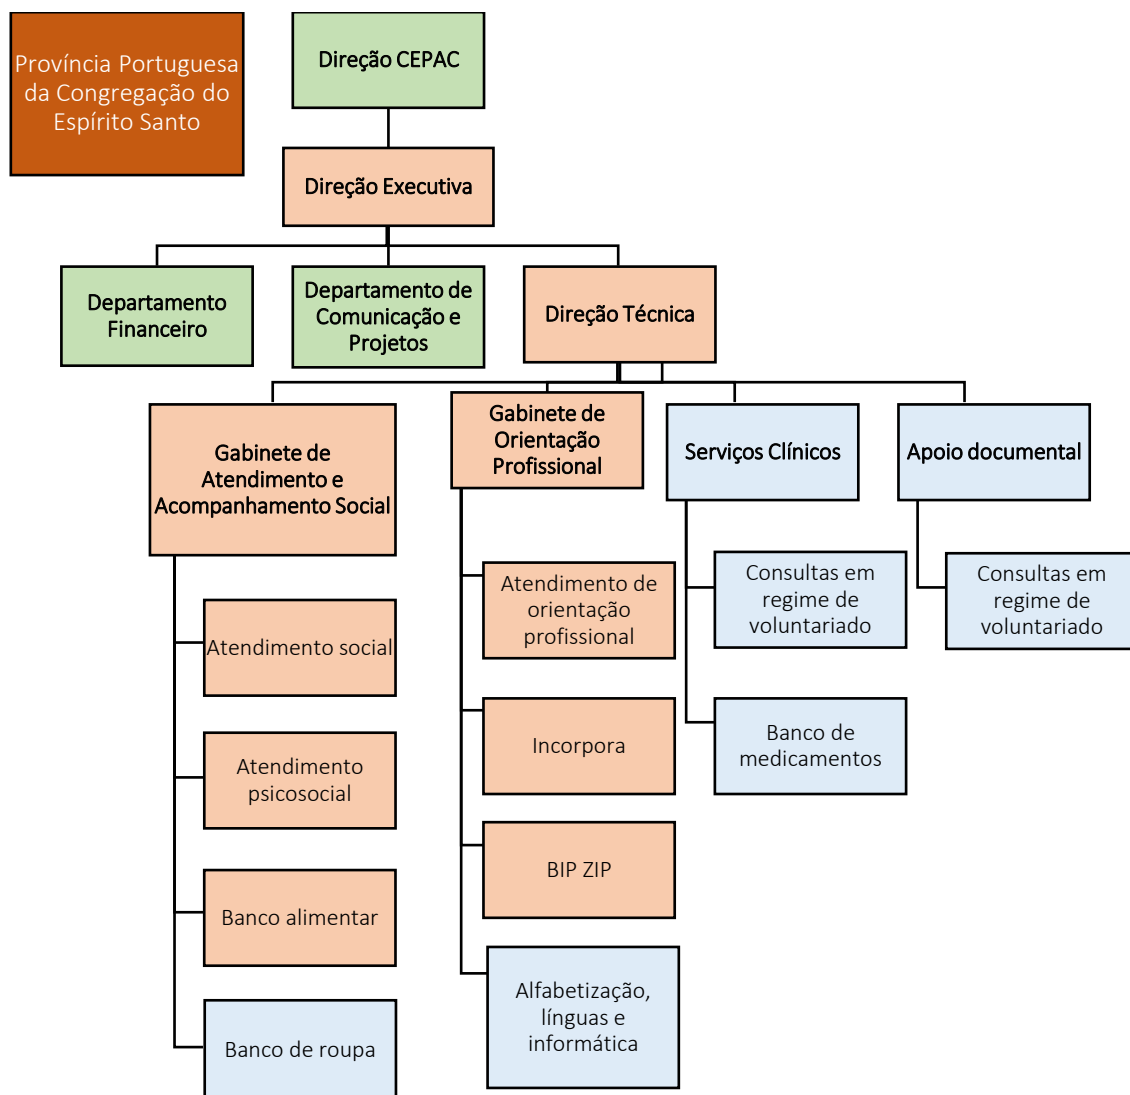 Província Portuguesa
da Congregação do
Espírito Santo
Direção CEPAC
Direção Executiva
Departamento
Financeiro
Departamento de
Comunicação e
Projetos
Direção Técnica
Gabinete de
Atendimento e
Acompanhamento Social
Gabinete de
Orientação
Profissional
Serviços Clínicos
Apoio documental
Atendimento social
Atendimento
psicosocial
Banco alimentar
Banco de roupa
Atendimento de
orientação
profissional
Incorpora
BIP ZIP
Alfabetização,
línguas e
informática
Consultas em
regime de
voluntariado
Banco de
medicamentos
Consultas em
regime de
voluntariado